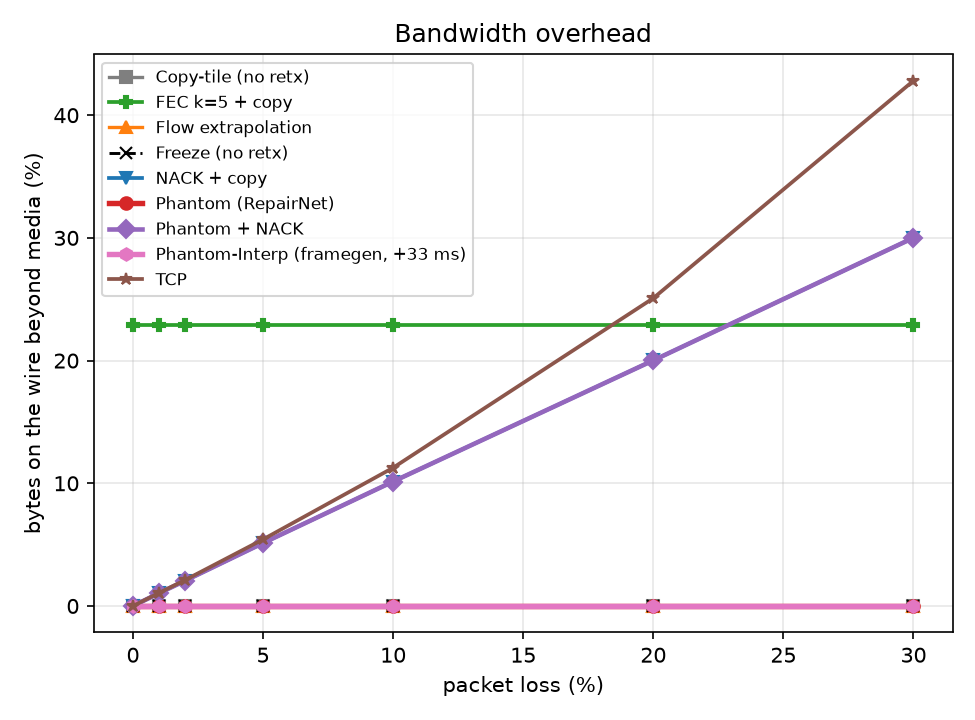 Bandwidth overhead
Copy-tile (no retx)
FEC k=5 + copy
Flow extrapolation
Freeze (no retx)
NACK + copy
Phantom (RepairNet)
Phantom + NACK
Phantom-Interp (framegen, +33 ms)
TCP
bytes on the wire beyond media (%)
40
30
20
10
0
0 5 10 15 20 25 30
packet loss (%)